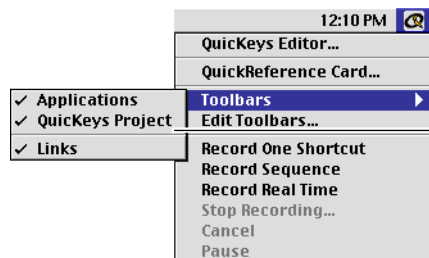 12:10 PM
QuicKeys Editor...
QuickReference Card...
Toolbars
Edit Toolbars...
✓ Applications
✓ QuicKeys Project
✓ Links
Record One Shortcut
Record Sequence
Record Real Time
Stop Recording...
Cancel
Pause